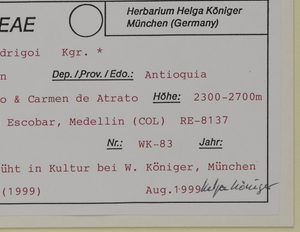 EEAE
Herbarium Helga Königer
München (Germany)
drigoi Kgr. *
n Dep./Prov./Edo.: Antioquia
o & Carmen de Atrato Höhe: 2300-2700m
Escobar, Medellin (COL) RE-8137
Nr.: WK-83 Jahr:
üht in Kultur bei W. Königer, München
(1999) Aug.1999 Helga Königer